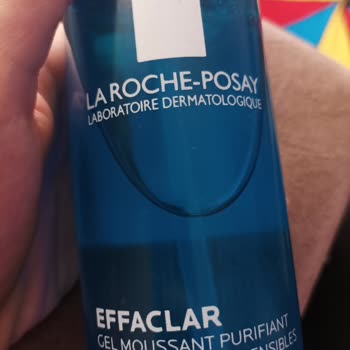 LA ROCHE-POSAY
LABORATOIRE DERMATOLOGIQUE
EFFACLAR
GEL MOUSSANT PURIFIANT